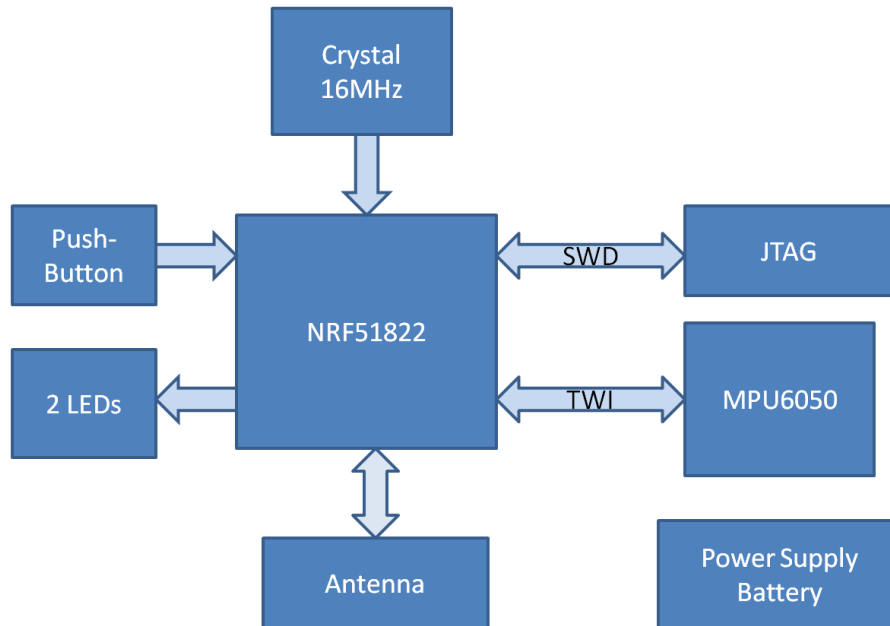 Crystal
16MHz
Push-
Button
SWD
JTAG
NRF51822
2 LEDs
TWI
MPU6050
Antenna
Power Supply
Battery